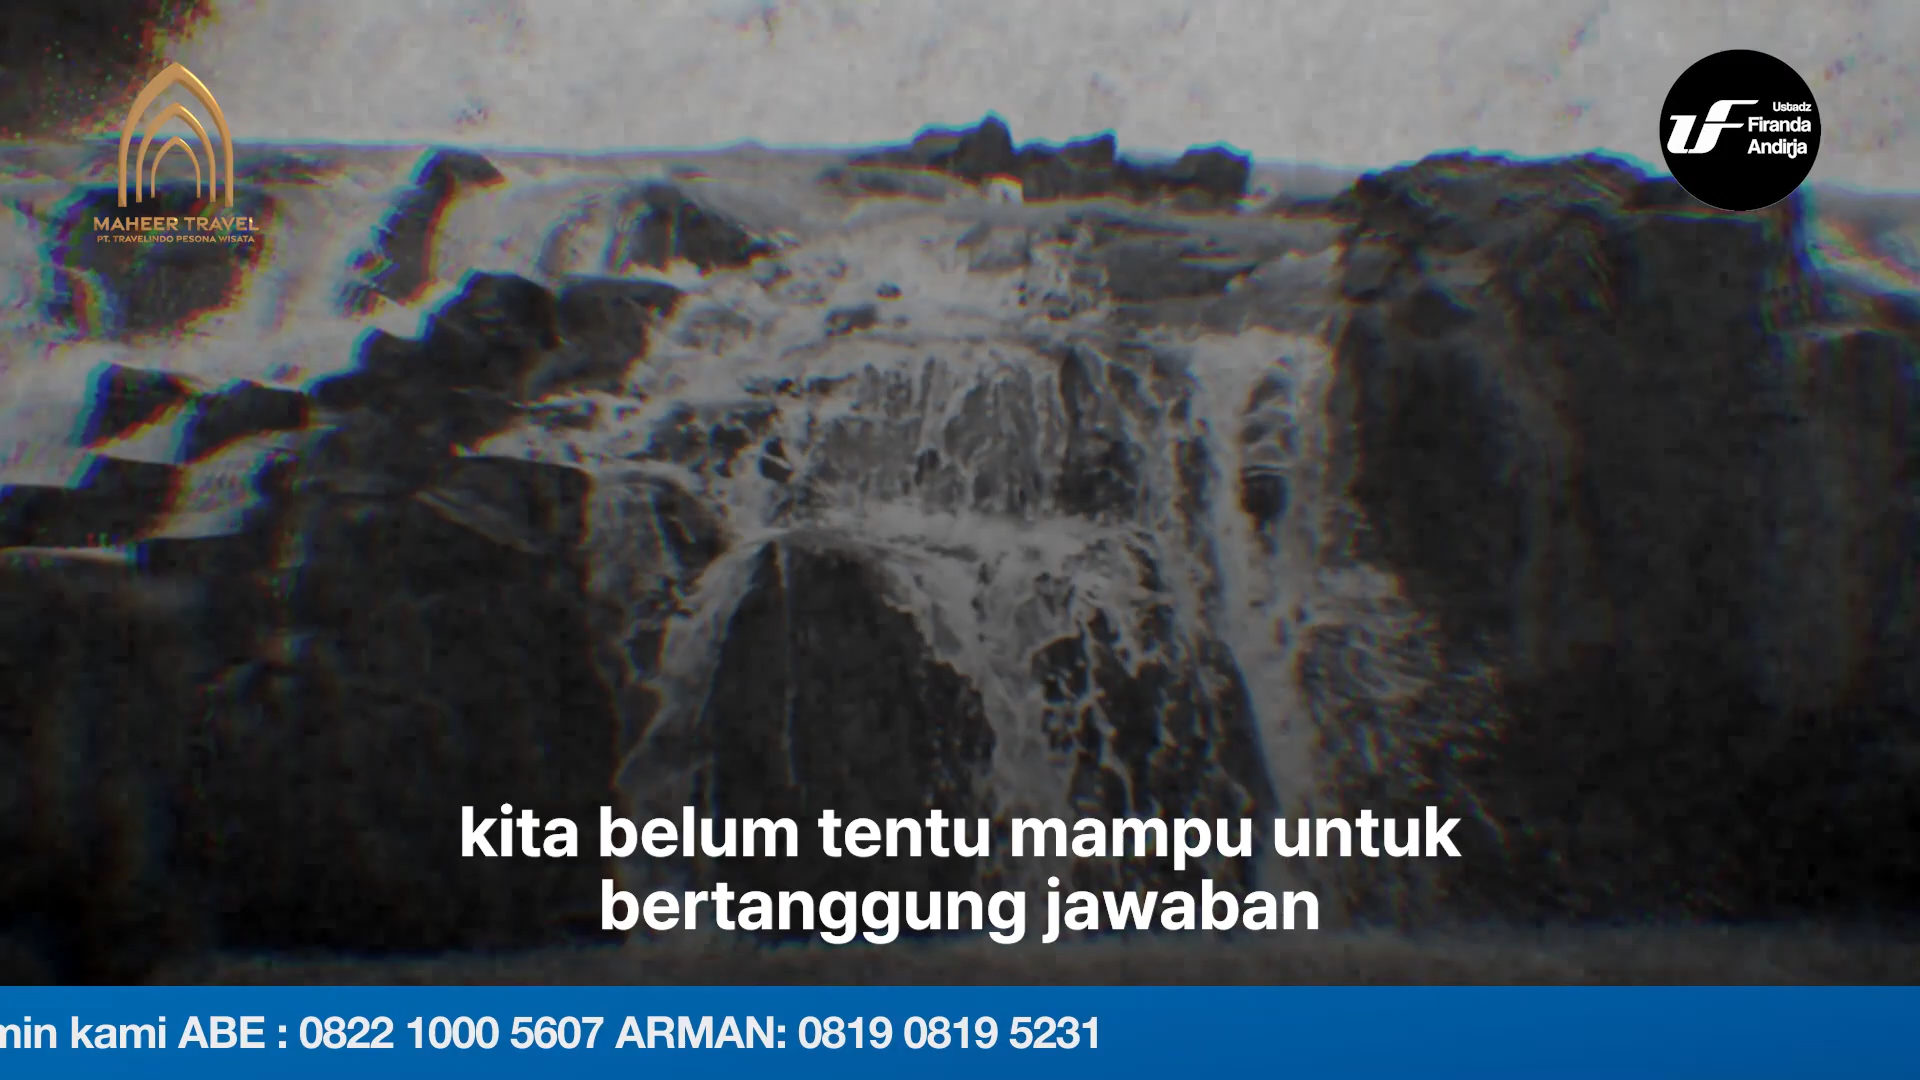 MAHEER TRAVEL
PT. TRAVELINDO PESONA WISATA
Ustadz
Firanda
Andirja
kita belum tentu mampu untuk
bertanggung jawaban
min kami ABE : 0822 1000 5607 ARMAN: 0819 0819 5231